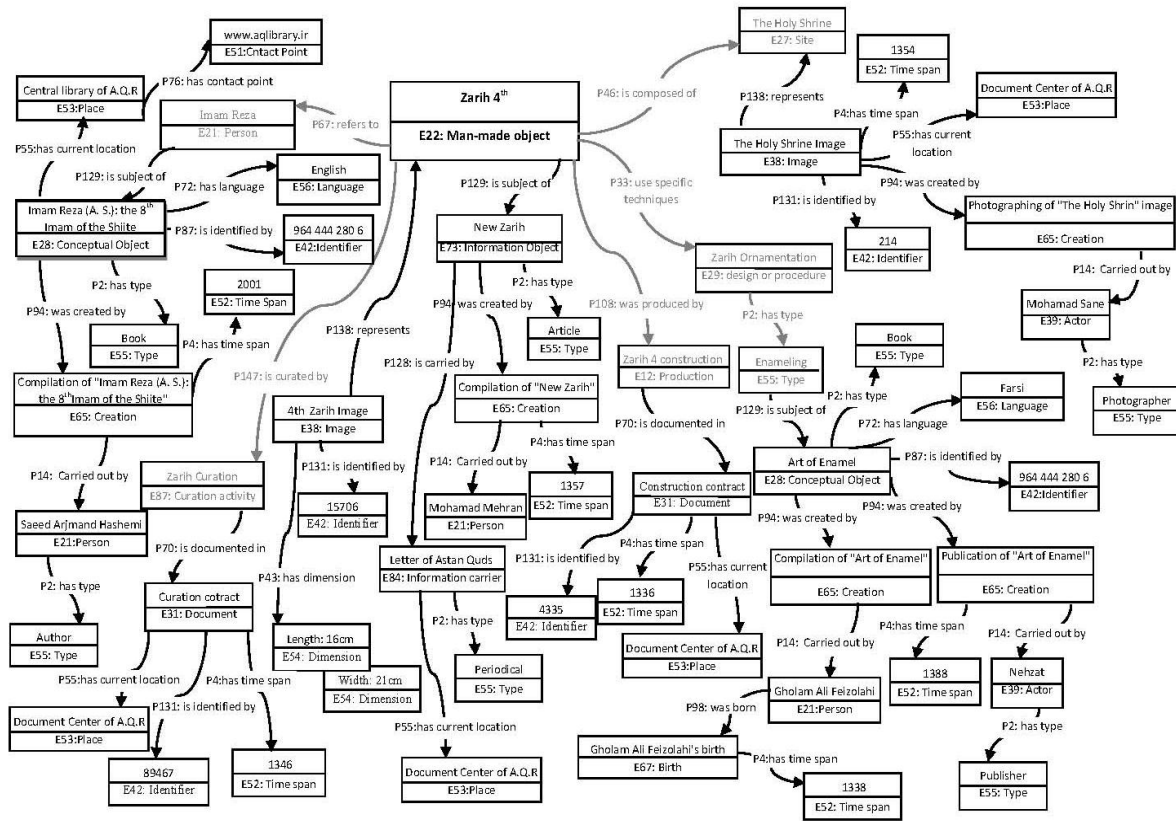 www.aqlibrary.ir
E51:Cntact Point
P76: has contact point
Central library of A.Q.R
E53:Place
Imam Reza
E21: Person
P67: refers to
Zarih 4th
E22: Man-made object
P46: is composed of
The Holy Shrine
E27: Site
1354
E52: Time span
P138: represents
P4: has time span
Document Center of A.Q.R
E53:Place
P55:has current
location
The Holy Shrine Image
E38: Image
P55:has current location
P129: is subject of
English
E56: Language
P72: has language
Imam Reza (A. S.): the 8th
Imam of the Shiite
E28: Conceptual Object
P87: is identified by
964 444 280 6
E42:Identifier
P129: is subject of
New Zarih
E73: Information Object
P33: use specific
techniques
P131: is identified by
214
E42: Identifier
P94: was created by
Photographing of "The Holy Shrin" image
E65: Creation
P2: has type
2001
E52: Time Span
P94: was created by
Zarih Ornamentation
E29: design or procedure
P14: Carried out by
Mohamad Sane
E39: Actor
Book
E55: Type
P4: has time span
P138: represents
P94: was created by
P2: has type
P108: was produced by
P2: has type
Book
E55: Type
Article
E55: Type
P128: is carried by
Zarih 4 construction
E12: Production
Enameling
E55: Type
P2: has type
Compilation of "Imam Reza (A. S.):
the 8th Imam of the Shiite"
E65: Creation
P147: is curated by
4th Zarih Image
E38: Image
Compilation of "New Zarih"
E65: Creation
P129: is subject of
P2: has type
Farsi
E56: Language
Photographer
E55: Type
P70: is documented in
P72: has language
P14: Carried out by
Zarih Curation
E87: Curation activity
P131: is identified by
P14: Carried out by
P4:has time span
Art of Enamel
E28: Conceptual Object
P87: is identified by
964 444 280 6
E42:Identifier
15706
E42: Identifier
1357
E52: Time span
Construction contract
E31: Document
Mohamad Mehran
E21:Person
Saeed Arjmand Hashemi
E21:Person
P94: was created by
P94: was created by
P70: is documented in
Letter of Astan Quds
E84: Information carrier
P131: is identified by
P4:has time span
P55:has current
location
Compilation of "Art of Enamel"
E65: Creation
Publication of "Art of Enamel"
E65: Creation
P2: has type
P43: has dimension
Curation cotract
E31: Document
4335
E42: Identifier
1336
E52: Time span
Author
E55: Type
Length: 16cm
E54: Dimension
Width: 21cm
E54: Dimension
P2: has type
Periodical
E55: Type
Document Center of A.Q.R
E53:Place
P14: Carried out by
P4:has time span
P14: Carried out by
1388
E52: Time span
Nehzat
E39: Actor
P55:has current location
P4:has time span
P131: is identified by
Document Center of A.Q.R
E53:Place
Gholam Ali Feizolahi
E21:Person
P98: was born
P55:has current location
P2: has type
Gholam Ali Feizolahi's birth
E67: Birth
P4:has time span
89467
E42: Identifier
1346
E52: Time span
Document Center of A.Q.R
E53:Place
1338
E52: Time span
Publisher
E55: Type